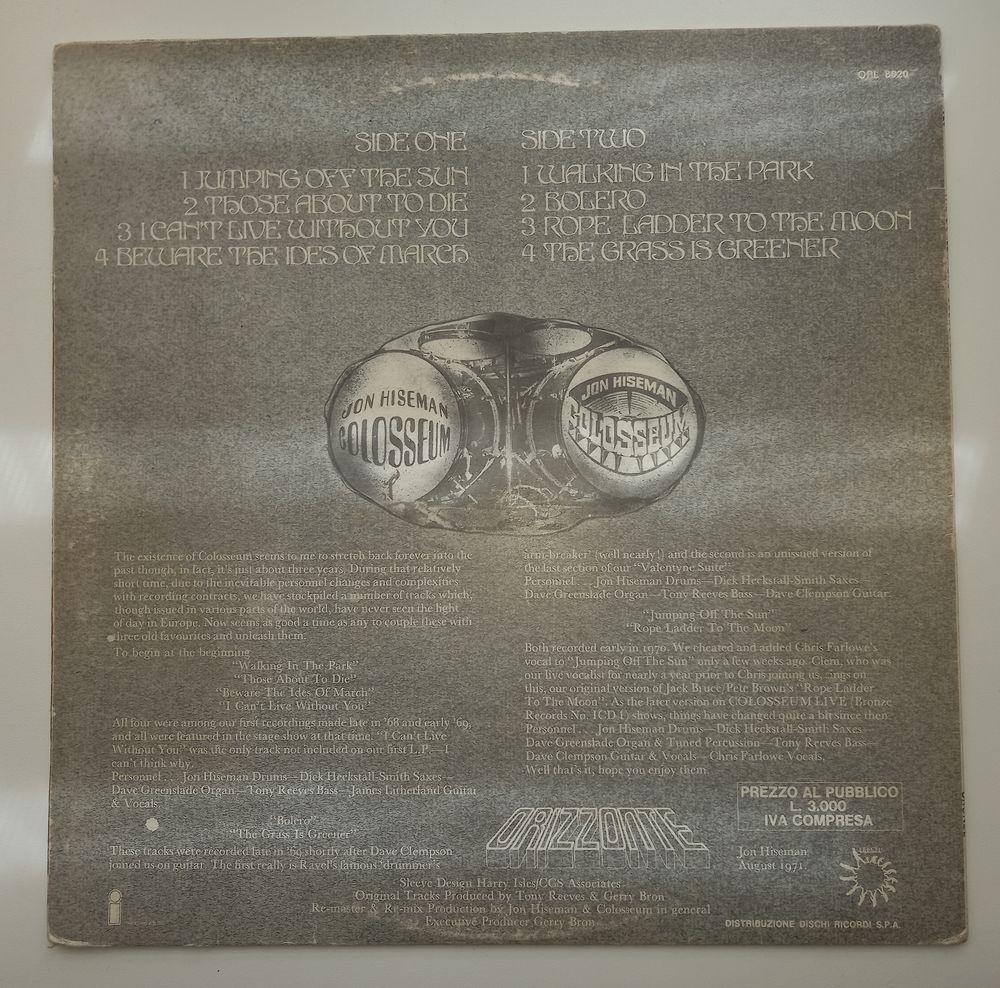 ORL 8020
SIDE ONE
1 JUMPING OFF THE SUN
2 THOSE ABOUT TO DIE
3 I CAN'T LIVE WITHOUT YOU
4 BEWARE THE IDES OF MARCH
SIDE TWO
1 WALKING IN THE PARK
2 BOLERO
3 ROPE LADDER TO THE MOON
4 THE GRASS IS GREENER
JON HISEMAN
COLOSSEUM
JON HISEMAN
COLOSSEUM
The existence of Colosseum seems to me to stretch back forever into the
past though, in fact, it's just about three years. During that relatively
short time, due to the inevitable personnel changes and complexities
with recording contracts, we have stockpiled a number of tracks which,
though issued in various parts of the world, have never seen the light
of day in Europe. Now seems as good a time as any to couple these with
three old favourites and unleash them.
To begin at the beginning
"Walking In The Park"
"Those About To Die"
"Beware The Ides Of March"
"I Can't Live Without You"
All four were among our first recordings made late in '68 and early '69,
and all were featured in the stage show at that time. "I Can't Live
Without You" was the only track not included on our first L.P.—I
can't think why.
Personnel... Jon Hiseman Drums—Dick Heckstall-Smith Saxes—
Dave Greenslade Organ—Tony Reeves Bass—James Litherland Guitar
& Vocals.
"Bolero"
"The Grass Is Greener"
These tracks were recorded late in '69 shortly after Dave Clempson
joined us on guitar. The first really is Ravel's famous 'drummer's
arm-breaker' (well nearly!) and the second is an unissued version of
the last section of our "Valentyne Suite".
Personnel... Jon Hiseman Drums—Dick Heckstall-Smith Saxes—
Dave Greenslade Organ—Tony Reeves Bass—Dave Clempson Guitar.
"Jumping Off The Sun"
"Rope Ladder To The Moon"
Both recorded early in 1970. We cheated and added Chris Farlowe's
vocal to "Jumping Off The Sun" only a few weeks ago. Clem, who was
our live vocalist for nearly a year prior to Chris joining us, sings on
this, our original version of Jack Bruce/Pete Brown's "Rope Ladder
To The Moon". As the later version on COLOSSEUM LIVE (Bronze
Records No. ICD 1) shows, things have changed quite a bit since then.
Personnel... Jon Hiseman Drums—Dick Heckstall-Smith Saxes—
Dave Greenslade Organ & Tuned Percussion—Tony Reeves Bass—
Dave Clempson Guitar & Vocals—Chris Farlowe Vocals,
Well that's it, hope you enjoy them.
PREZZO AL PUBBLICO
L. 3.000
IVA COMPRESA
ORIZZONTE
Jon Hiseman
August 1971.
Sleeve Design Harry Isles/CCS Associates
Original Tracks Produced by Tony Reeves & Gerry Bron
Re-master & Re-mix Production by Jon Hiseman & Colosseum in general
Executive Producer Gerry Bron
i
DISTRIBUZIONE DISCHI RICORDI S.P.A.